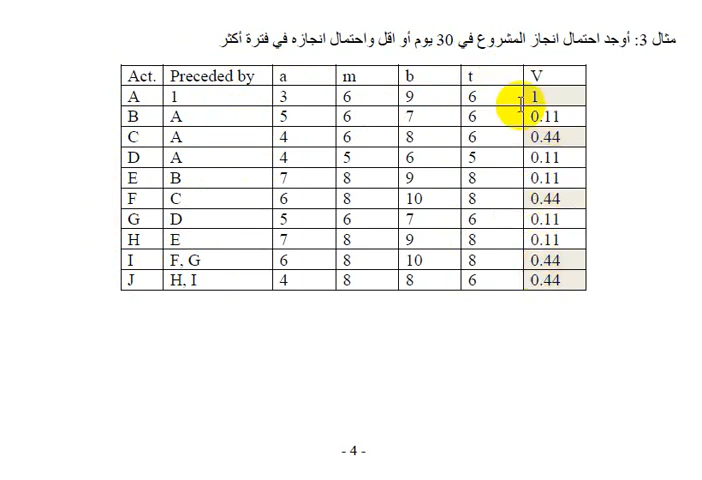 مثال 3: أوجد احتمال انجاز المشروع في 30 يوم أو اقل واحتمال انجازه في فترة أكثر
Act. Preceded by a m b t V
A 1 3 6 9 6 1
B A 5 6 7 6 0.11
C A 4 6 8 6 0.44
D A 4 5 6 5 0.11
E B 7 8 9 8 0.11
F C 6 8 10 8 0.44
G D 5 6 7 6 0.11
H E 7 8 9 8 0.11
I F, G 6 8 10 8 0.44
J H, I 4 8 8 6 0.44
- 4 -